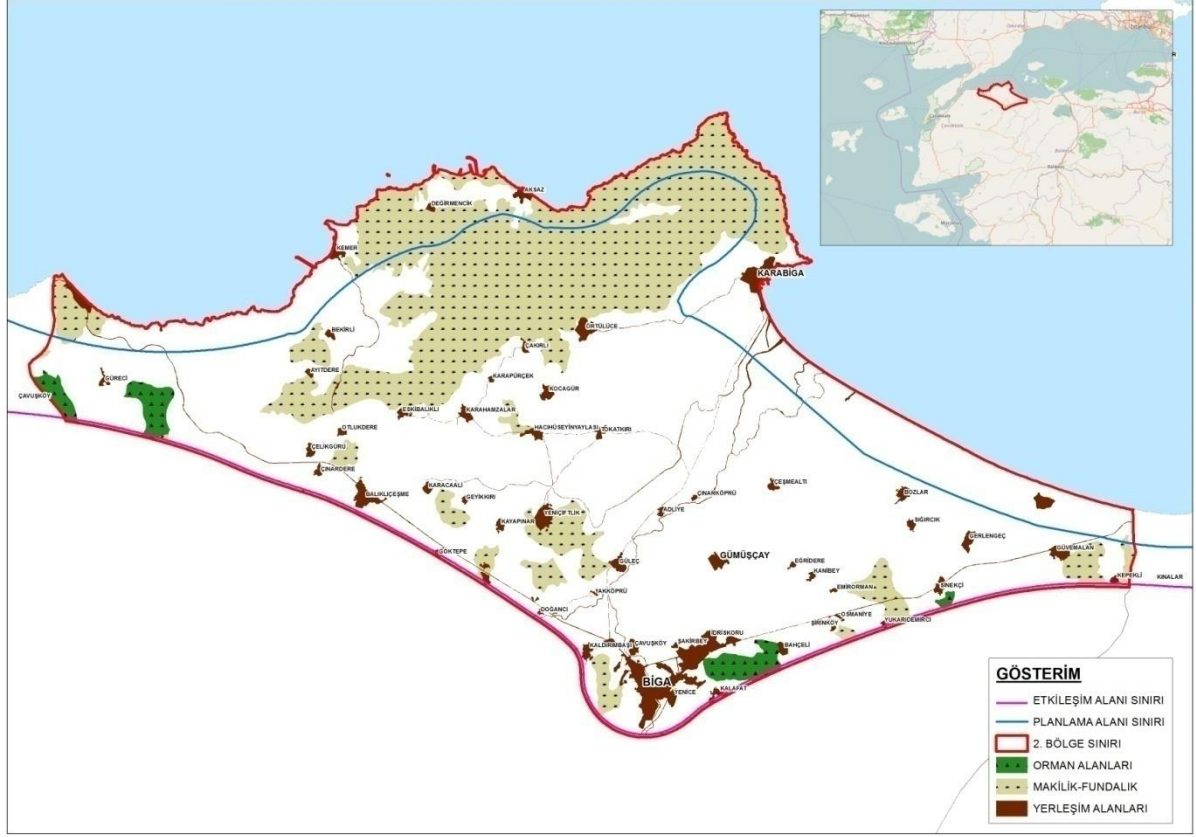 AKSAZ
DEĞİRMENCİK
KEMER
KARABİGA
ÖRTÜLÜCE
BEKİRLİ
ÇAKIRLI
AYITDERE
GÜRECİ
KARAPÜRÇEK
KOCAGÜR
ÇAVUŞKÖY
ESKİBALIKLI
KARAHAMZALAR
OTLUKDERE
HACIHÜSEYİNYAYLASI
TOKATKIRI
ÇELİKGÜRÜ
ÇINARDERE
BALIKLIÇEŞME
KARACAALİ
GEYİKKIRI
ÇEŞMEALTI
ÇINARKÖPRÜ
BOZLAR
KAYAPINAR
YENİÇİFTLİK
ADLİYE
SIĞIRCIK
GERLENGEÇ
GÖKTEPE
GÜLEÇ
GÜMÜŞÇAY
EĞRİDERE
KANİBEY
GÜVEMALAN
KEPEKLİ
KINALAR
AKKÖPRÜ
EMİRORMAN
SİNEKÇİ
DOĞANCI
OSMANİYE
ŞİRİNKÖY
YUKARIDEMİRCİ
KALDIRIMBAŞI
ÇAVUŞKÖY
ŞAKİRBEY
İDRİSKORU
BAHÇELİ
BİGA
YENİCE
KALAFAT
GÖSTERİM
ETKİLEŞİM ALANI SINIRI
PLANLAMA ALANI SINIRI
2. BÖLGE SINIRI
ORMAN ALANLARI
MAKİLİK-FUNDALIK
YERLEŞİM ALANLARI